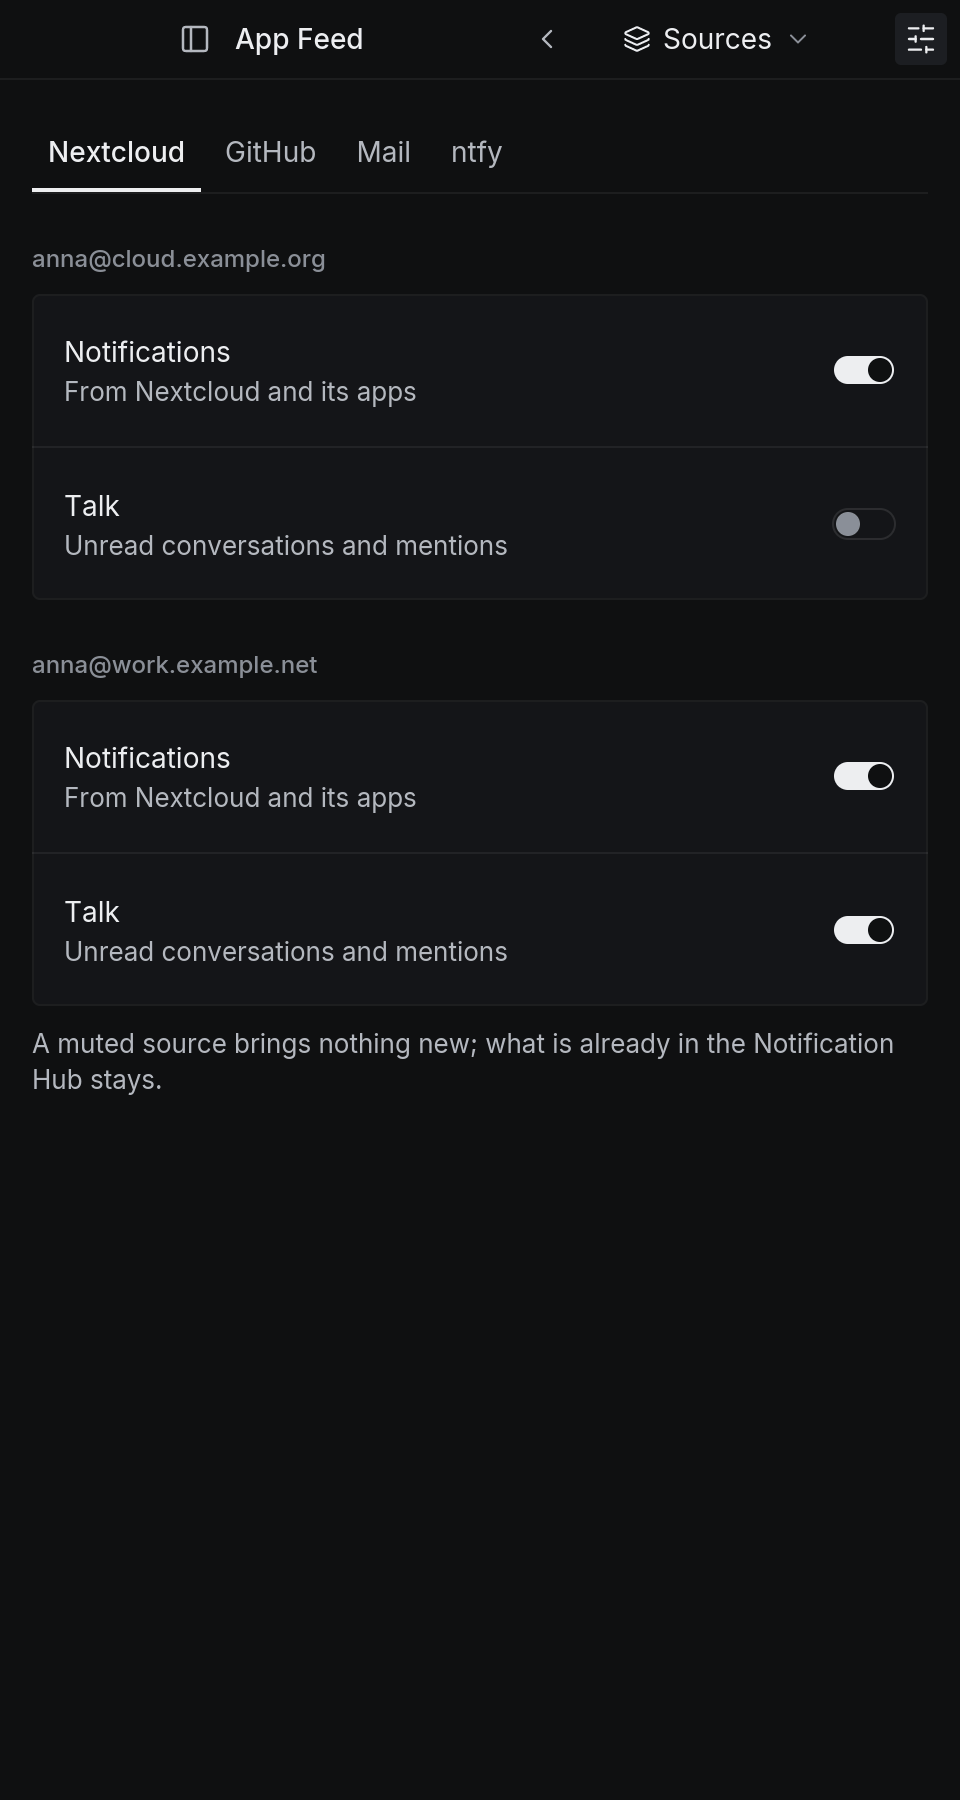 App Feed
Sources
Nextcloud GitHub Mail ntfy
anna@cloud.example.org
Notifications
From Nextcloud and its apps
Talk
Unread conversations and mentions
anna@work.example.net
Notifications
From Nextcloud and its apps
Talk
Unread conversations and mentions
A muted source brings nothing new; what is already in the Notification
Hub stays.